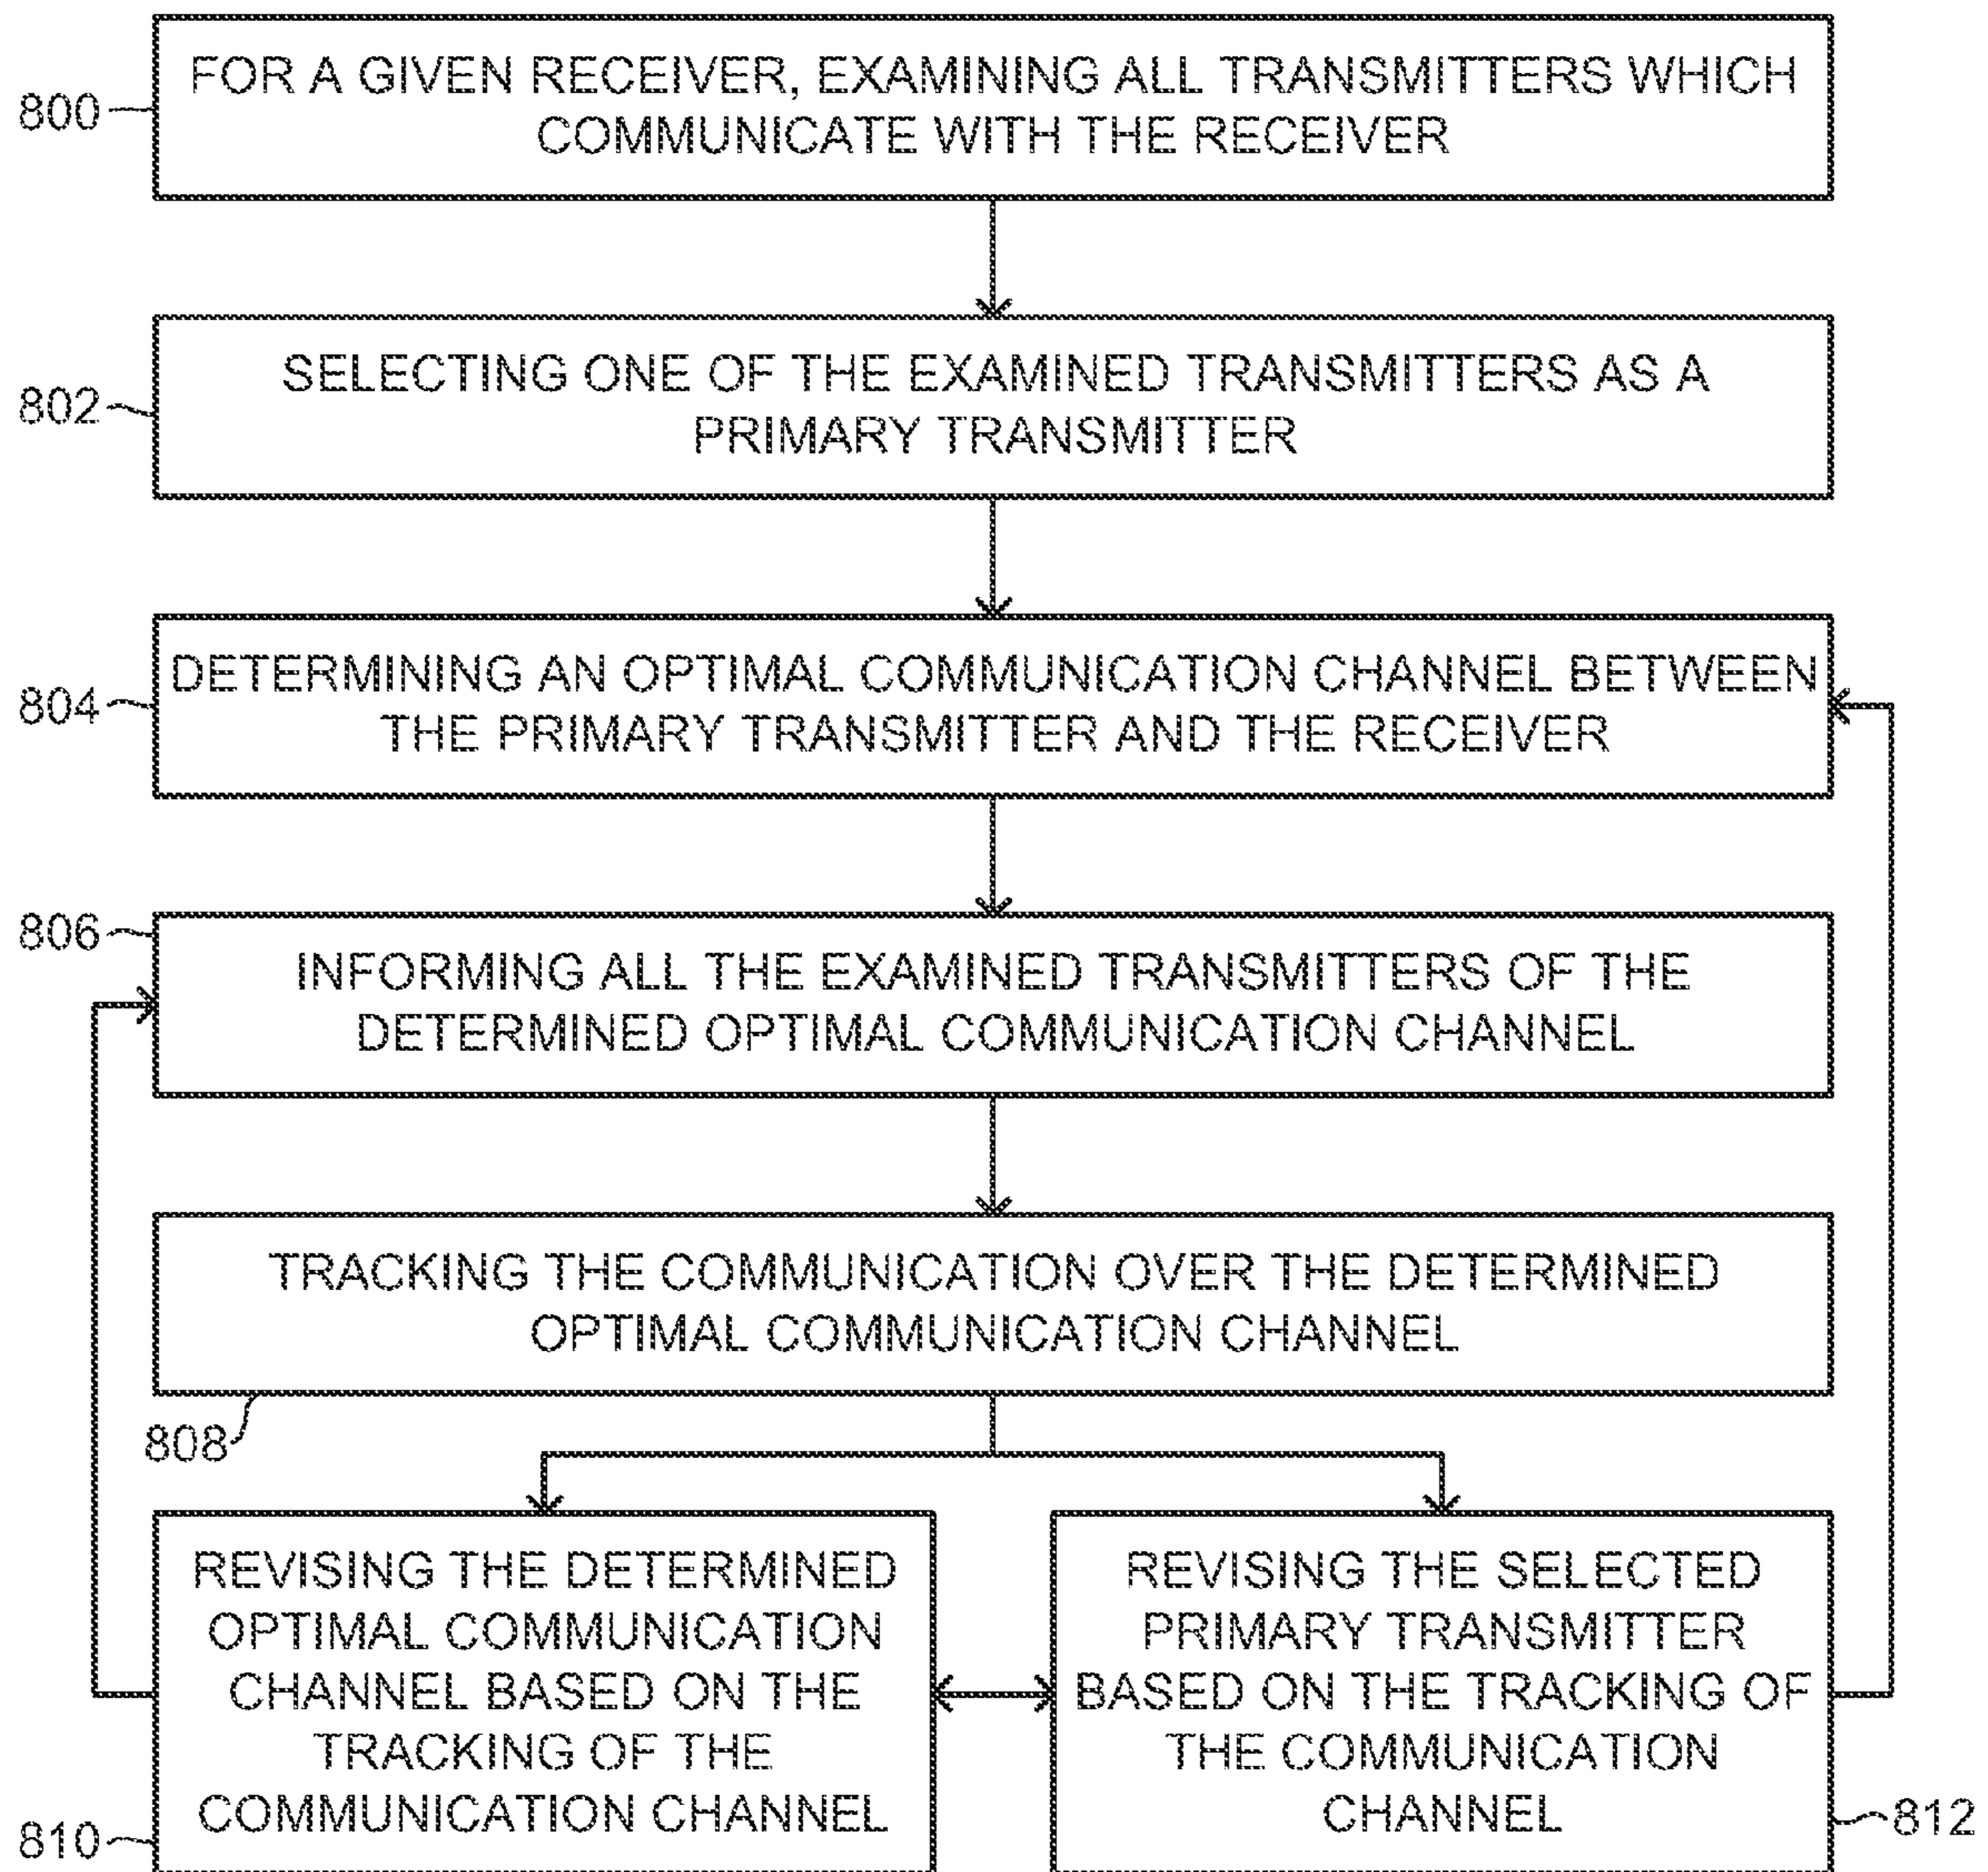 800
FOR A GIVEN RECEIVER, EXAMINING ALL TRANSMITTERS WHICH
COMMUNICATE WITH THE RECEIVER
802
SELECTING ONE OF THE EXAMINED TRANSMITTERS AS A
PRIMARY TRANSMITTER
804
DETERMINING AN OPTIMAL COMMUNICATION CHANNEL BETWEEN
THE PRIMARY TRANSMITTER AND THE RECEIVER
806
INFORMING ALL THE EXAMINED TRANSMITTERS OF THE
DETERMINED OPTIMAL COMMUNICATION CHANNEL
TRACKING THE COMMUNICATION OVER THE DETERMINED
OPTIMAL COMMUNICATION CHANNEL
808
REVISING THE DETERMINED
OPTIMAL COMMUNICATION
CHANNEL BASED ON THE
TRACKING OF THE
COMMUNICATION CHANNEL
810
REVISING THE SELECTED
PRIMARY TRANSMITTER
BASED ON THE TRACKING OF
THE COMMUNICATION
CHANNEL
812